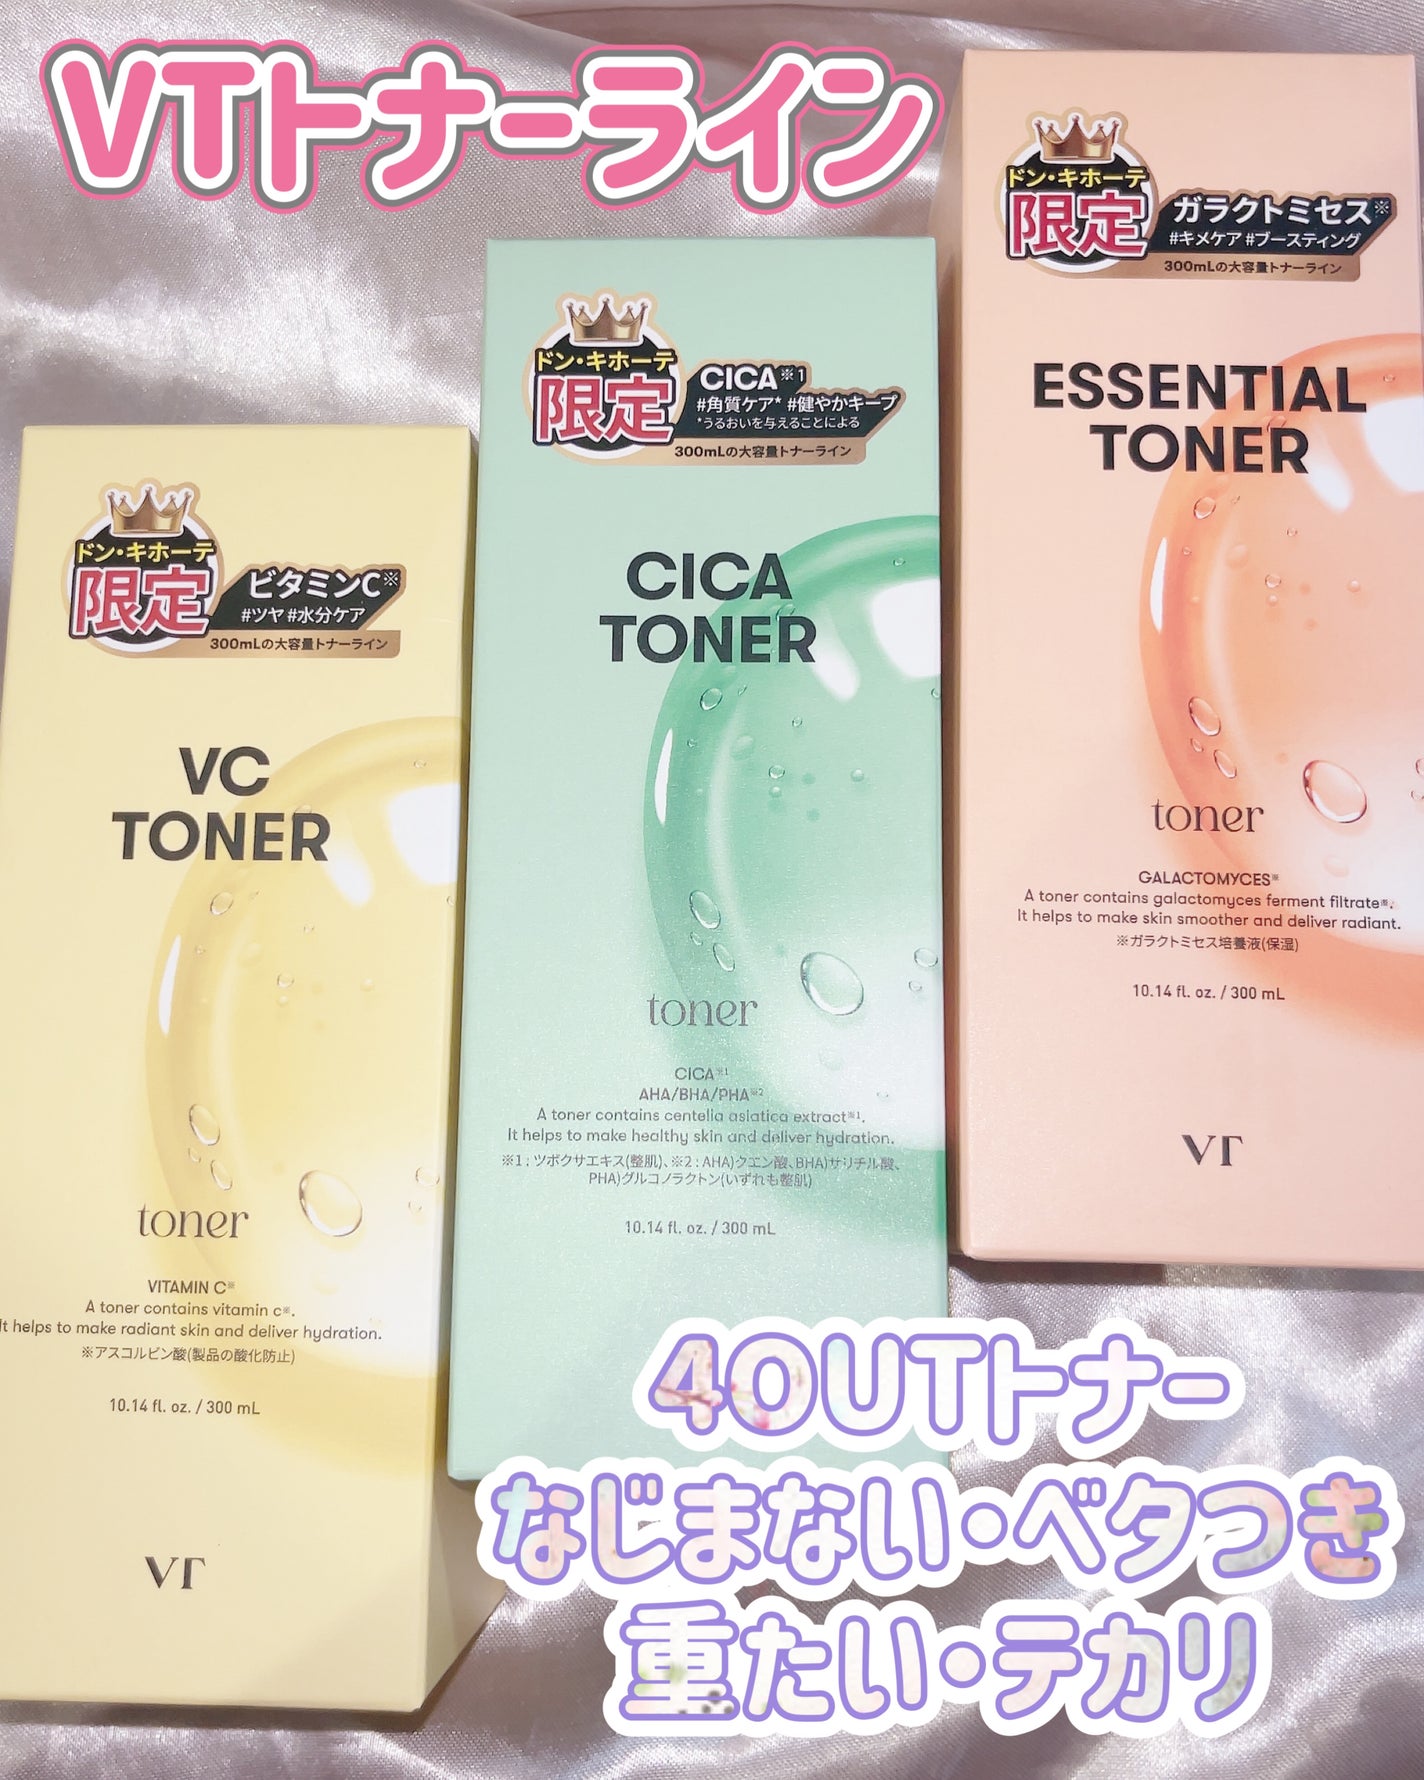 VTトナーライン
ドン・キホーテ
限定
ガラクトミセス※
#キメケア #ブースティング
300mLの大容量トナーライン
ESSENTIAL
TONER
toner
GALACTOMYCES※
A toner contains galactomyces ferment filtrate※.
It helps to make skin smoother and deliver radiant.
※ガラクトミセス培養液(保湿)
10.14 fl. oz. / 300 mL
VT
ドン・キホーテ
限定
CICA※1
#角質ケア* #健やかキープ
*うるおいを与えることによる
300mLの大容量トナーライン
CICA
TONER
toner
CICA※1
AHA/BHA/PHA※2
A toner contains centella asiatica extract※1.
It helps to make healthy skin and deliver hydration.
※1 : ツボクサエキス(整肌)、※2 : AHA)クエン酸、BHA)サリチル酸、
PHA)グルコノラクトン(いずれも整肌)
10.14 fl. oz. / 300 mL
ドン・キホーテ
限定
ビタミンC※
#ツヤ #水分ケア
300mLの大容量トナーライン
VC
TONER
toner
VITAMIN C※
A toner contains vitamin c※.
It helps to make radiant skin and deliver hydration.
※アスコルビン酸(製品の酸化防止)
10.14 fl. oz. / 300 mL
VT
4OUTトナー
なじまない・ベタつき
重たい・テカリ